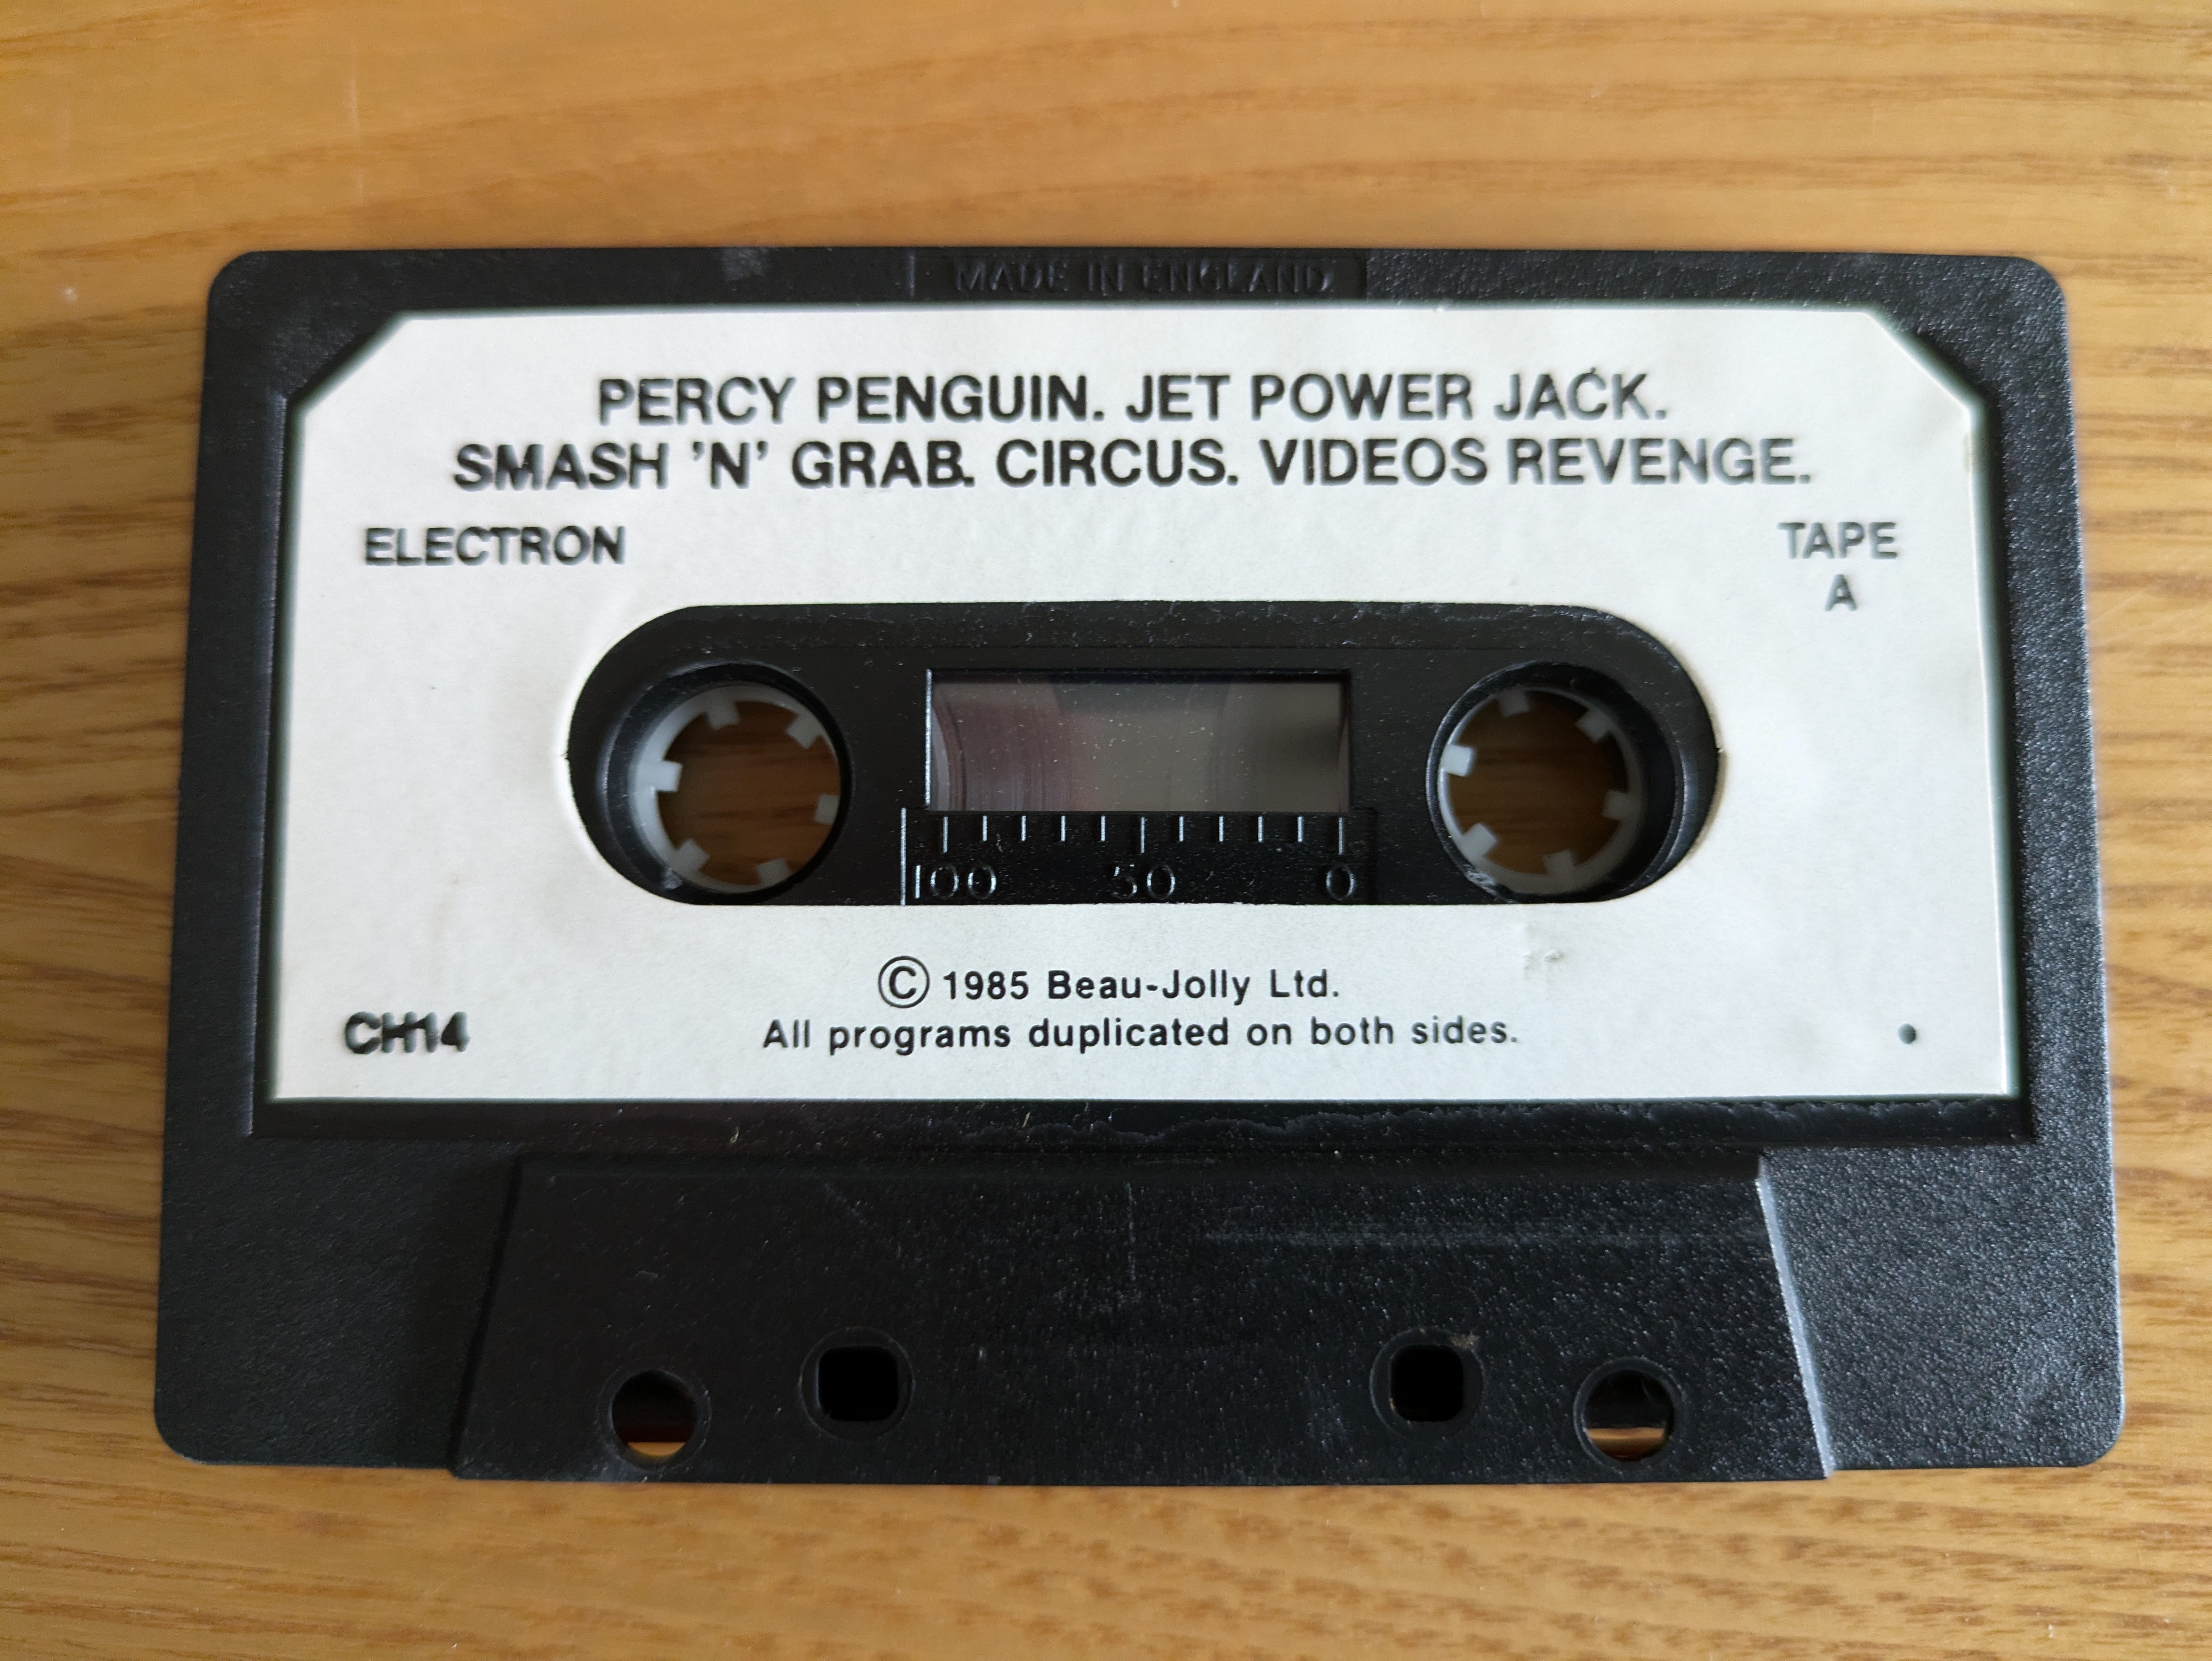 MADE IN ENGLAND
PERCY PENGUIN. JET POWER JACK.
SMASH 'N' GRAB. CIRCUS. VIDEOS REVENGE.
ELECTRON
TAPE
A
100 50 0
© 1985 Beau-Jolly Ltd.
All programs duplicated on both sides.
CH14